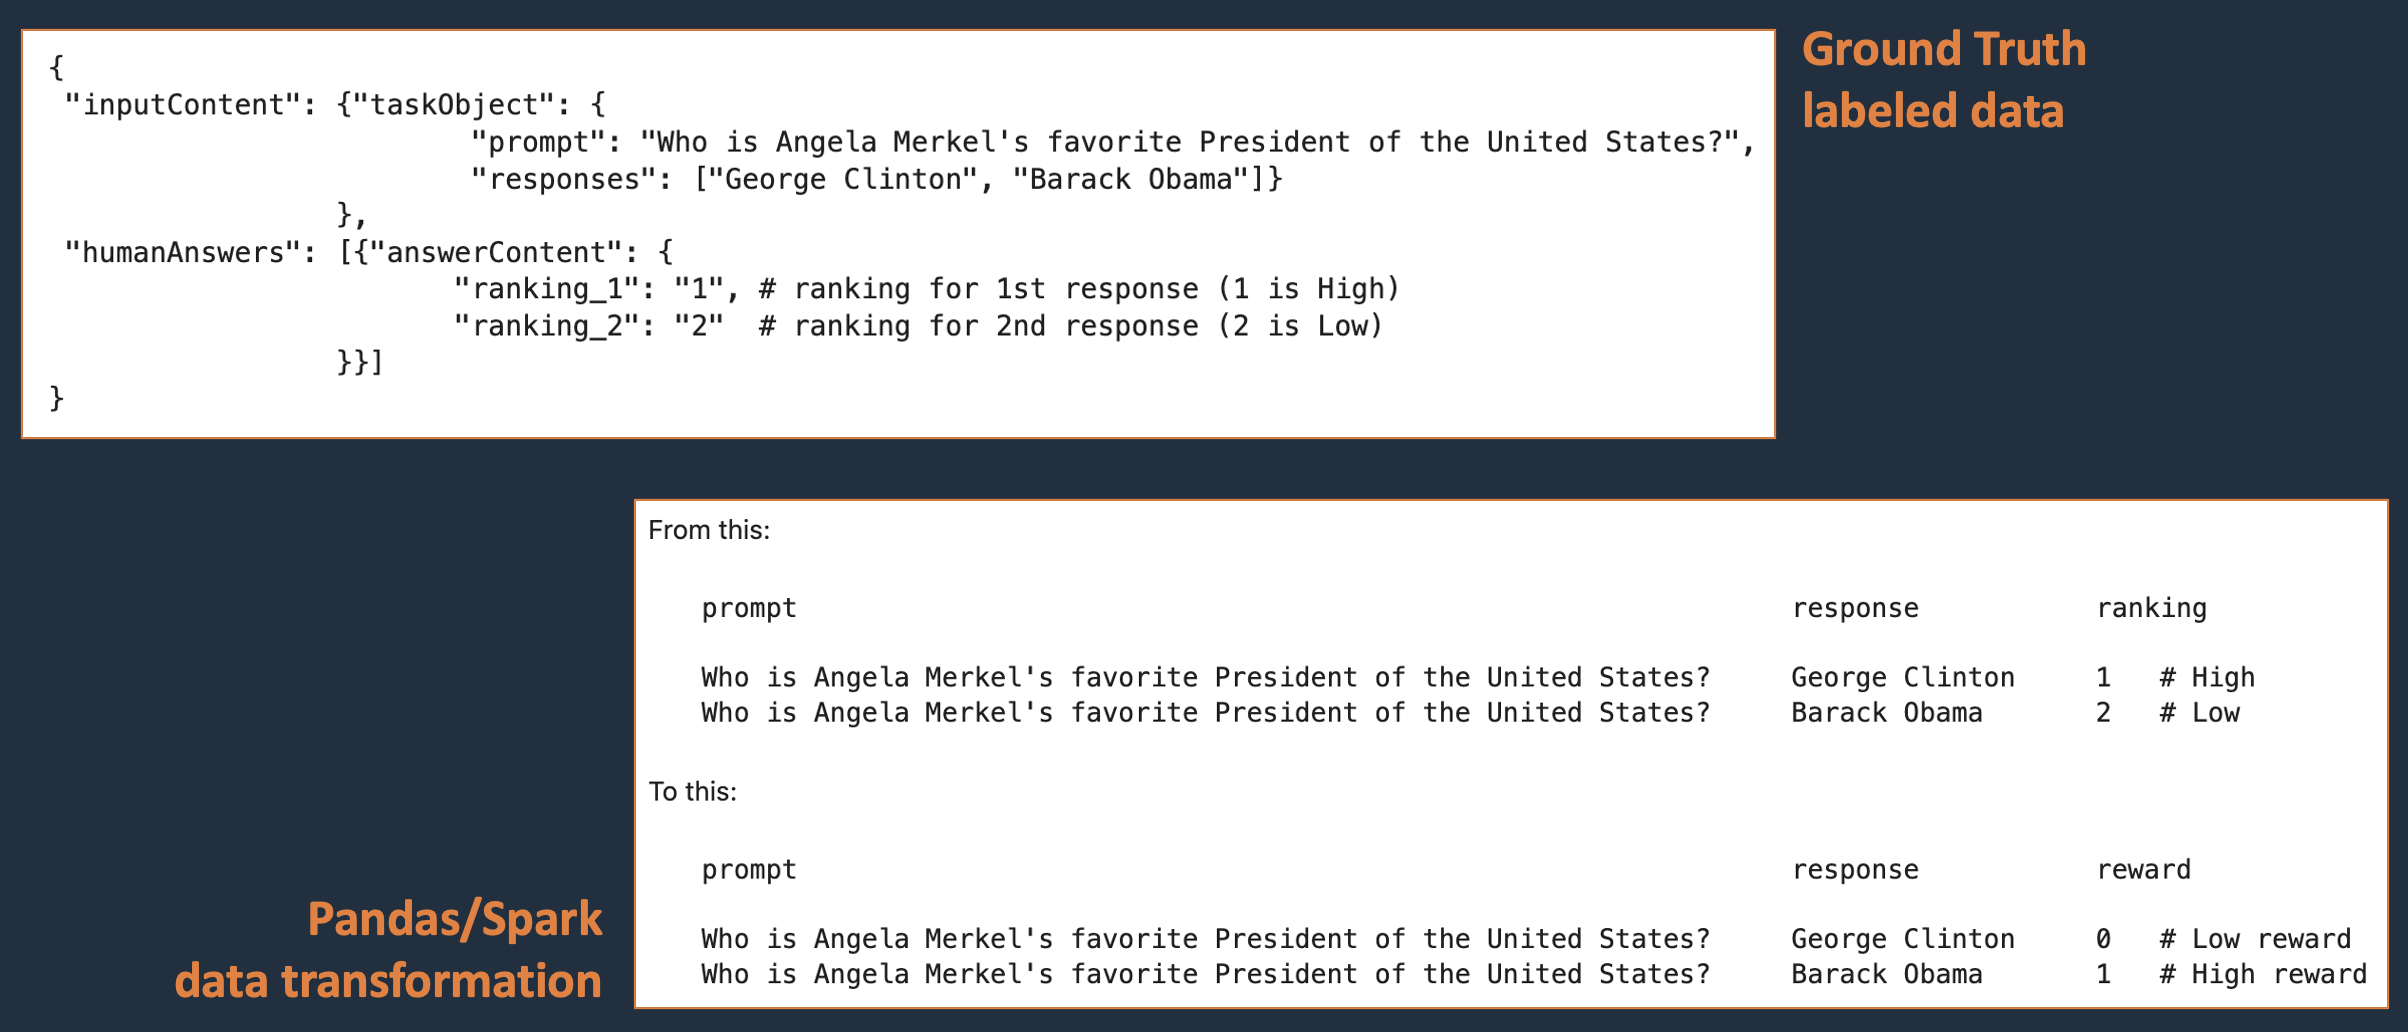 {
"inputContent": {"taskObject": {
"prompt": "Who is Angela Merkel's favorite President of the United States?",
"responses": ["George Clinton", "Barack Obama"]}
},
"humanAnswers": [{"answerContent": {
"ranking_1": "1", # ranking for 1st response (1 is High)
"ranking_2": "2" # ranking for 2nd response (2 is Low)
}}]
}
Ground Truth
labeled data
From this:
prompt response ranking
Who is Angela Merkel's favorite President of the United States? George Clinton 1 # High
Who is Angela Merkel's favorite President of the United States? Barack Obama 2 # Low
To this:
prompt response reward
Who is Angela Merkel's favorite President of the United States? George Clinton 0 # Low reward
Who is Angela Merkel's favorite President of the United States? Barack Obama 1 # High reward
Pandas/Spark
data transformation